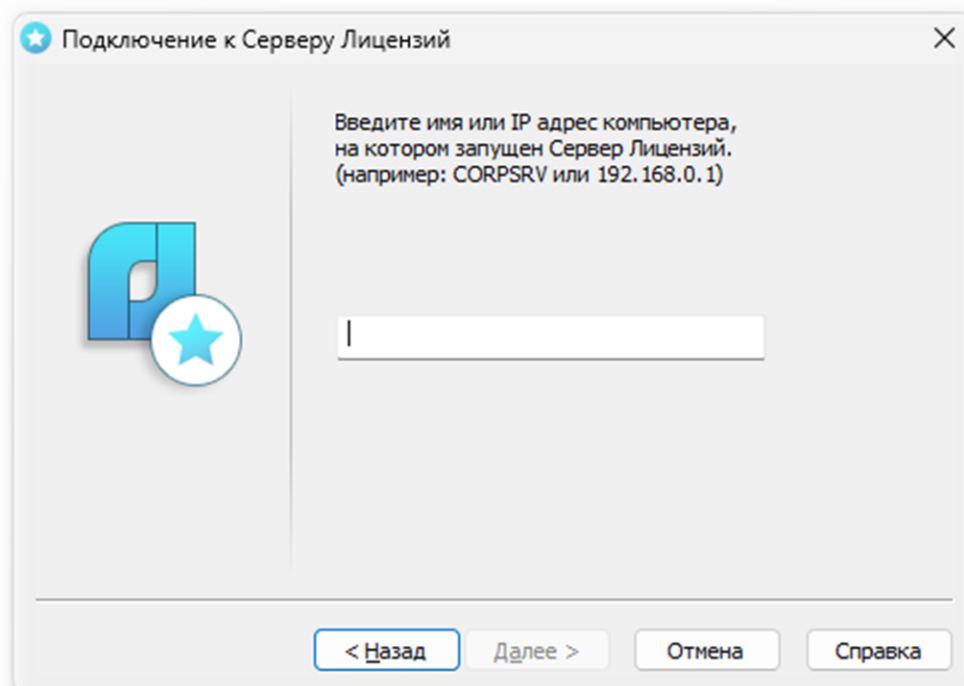 Подключение к Серверу Лицензий
Введите имя или IP адрес компьютера,
на котором запущен Сервер Лицензий.
(например: CORPSRV или 192.168.0.1)
< Назад
Далее >
Отмена
Справка